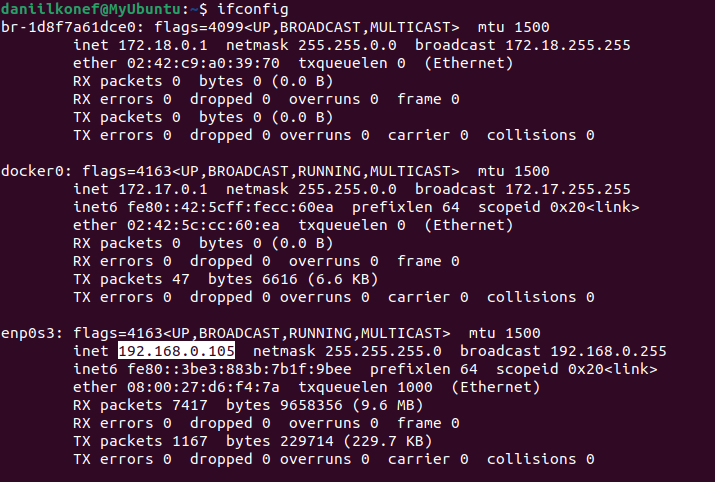 daniilkonef@MyUbuntu:~$ ifconfig
br-1d8f7a61dce0: flags=4099<UP,BROADCAST,MULTICAST>  mtu 1500
        inet 172.18.0.1  netmask 255.255.0.0  broadcast 172.18.255.255
        ether 02:42:c9:a0:39:70  txqueuelen 0  (Ethernet)
        RX packets 0  bytes 0 (0.0 B)
        RX errors 0  dropped 0  overruns 0  frame 0
        TX packets 0  bytes 0 (0.0 B)
        TX errors 0  dropped 0 overruns 0  carrier 0  collisions 0

docker0: flags=4163<UP,BROADCAST,RUNNING,MULTICAST>  mtu 1500
        inet 172.17.0.1  netmask 255.255.0.0  broadcast 172.17.255.255
        inet6 fe80::42:5cff:fecc:60ea  prefixlen 64  scopeid 0x20<link>
        ether 02:42:5c:cc:60:ea  txqueuelen 0  (Ethernet)
        RX packets 0  bytes 0 (0.0 B)
        RX errors 0  dropped 0  overruns 0  frame 0
        TX packets 47  bytes 6616 (6.6 KB)
        TX errors 0  dropped 0 overruns 0  carrier 0  collisions 0

enp0s3: flags=4163<UP,BROADCAST,RUNNING,MULTICAST>  mtu 1500
        inet 192.168.0.105  netmask 255.255.255.0  broadcast 192.168.0.255
        inet6 fe80::3be3:883b:7b1f:9bee  prefixlen 64  scopeid 0x20<link>
        ether 08:00:27:d6:f4:7a  txqueuelen 1000  (Ethernet)
        RX packets 7417  bytes 9658356 (9.6 MB)
        RX errors 0  dropped 0  overruns 0  frame 0
        TX packets 1167  bytes 229714 (229.7 KB)
        TX errors 0  dropped 0 overruns 0  carrier 0  collisions 0